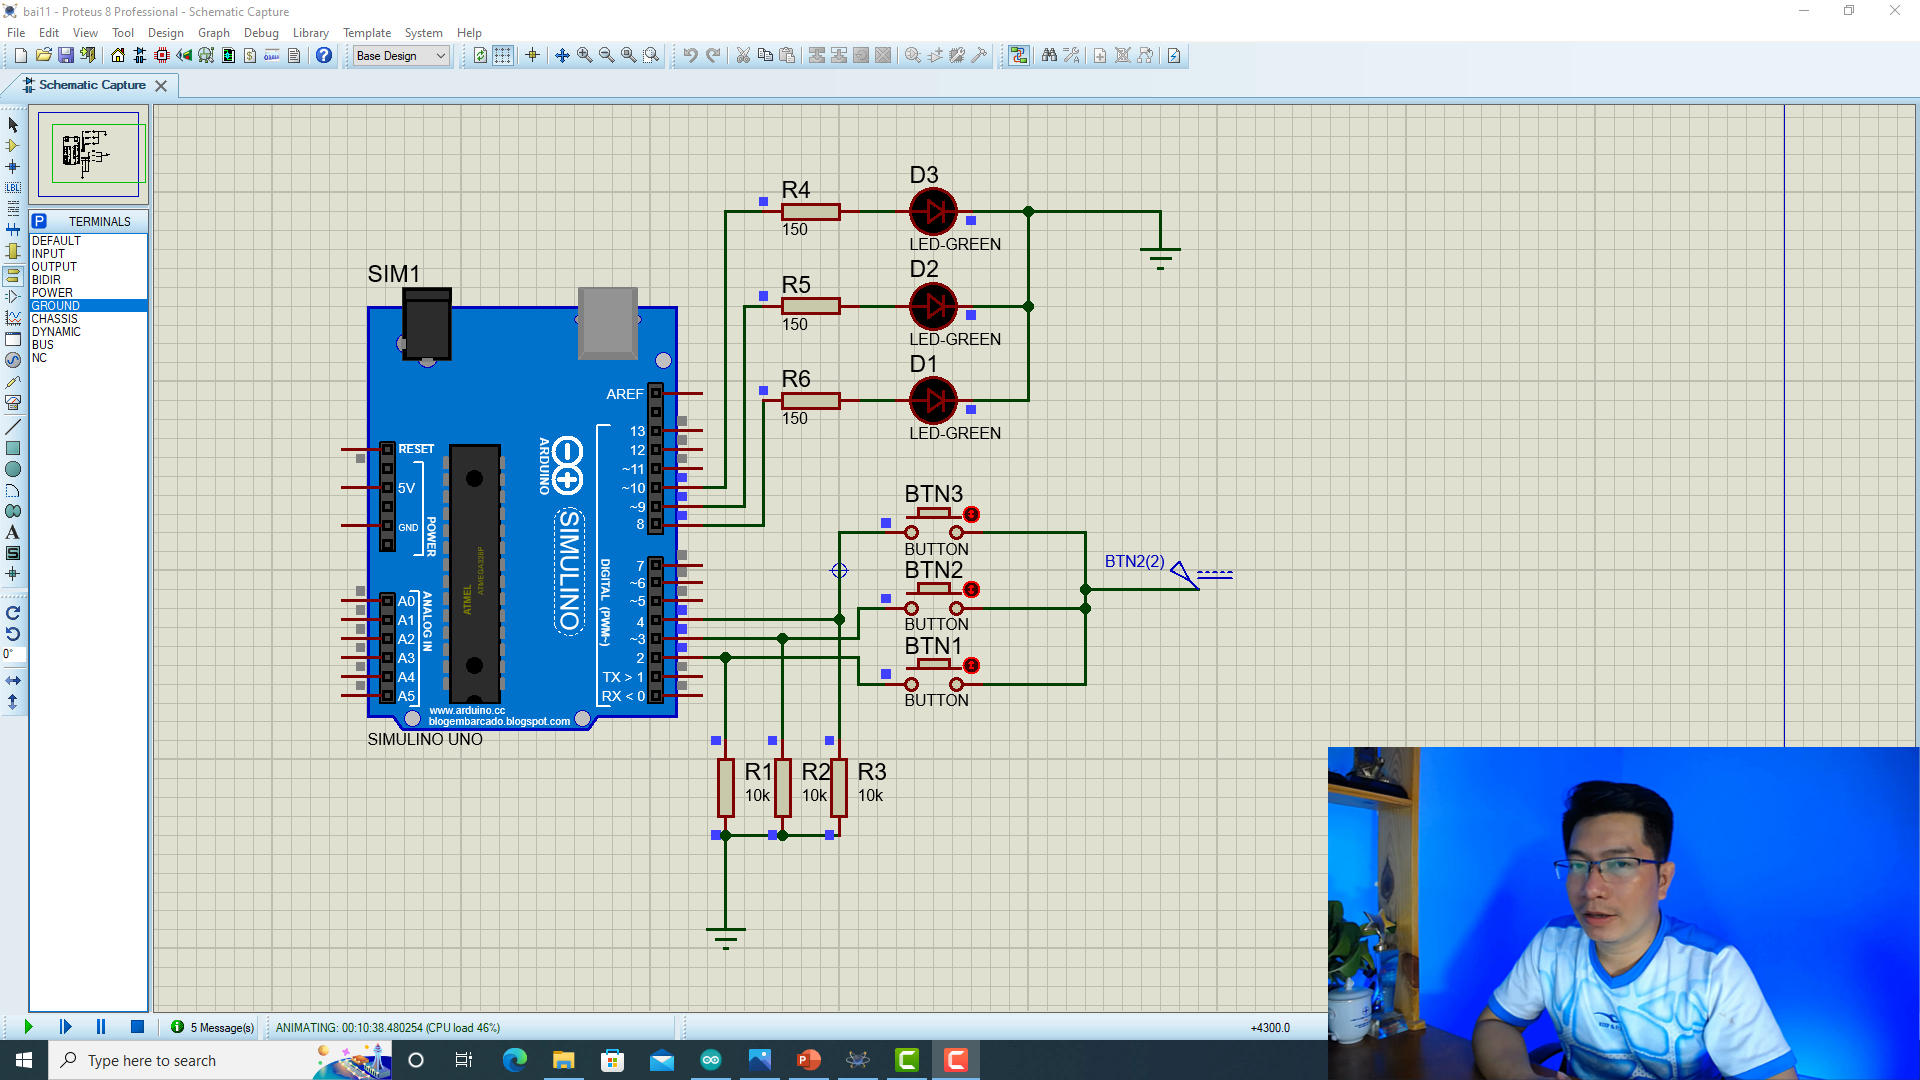 bai11 - Proteus 8 Professional - Schematic Capture
File Edit View Tool Design Graph Debug Library Template System Help
Base Design
Schematic Capture
P TERMINALS
DEFAULT
INPUT
OUTPUT
BIDIR
POWER
GROUND
CHASSIS
DYNAMIC
BUS
NC
LBL
A
S
0°
SIM1
AREF
13
12
~11
~10
~9
8
7
~6
~5
4
~3
2
TX > 1
RX < 0
RESET
5V
GND
POWER
A0
A1
A2
A3
A4
A5
ANALOG IN
ATMEL
ATMEGA328P
ARDUINO
SIMULINO
DIGITAL (PWM~)
www.arduino.cc
blogembarcado.blogspot.com
SIMULINO UNO
R4
150
R5
150
R6
150
D3
LED-GREEN
D2
LED-GREEN
D1
LED-GREEN
BTN3
BUTTON
BTN2
BUTTON
BTN1
BUTTON
BTN2(2)
R1
10k
R2
10k
R3
10k
5 Message(s)
ANIMATING: 00:10:38.480254 (CPU load 46%)
+4300.0
Type here to search